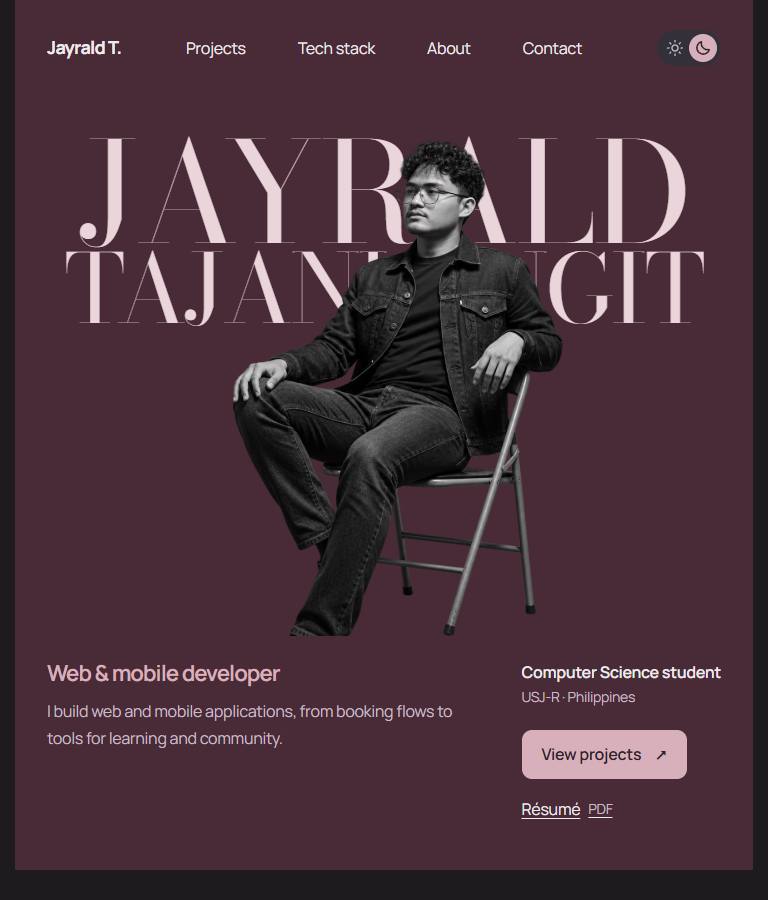 Jayrald T.
Projects
Tech stack
About
Contact
JAYRALD
Web & mobile developer
I build web and mobile applications, from booking flows to
tools for learning and community.
Computer Science student
USJ-R · Philippines
View projects ↗
Résumé PDF